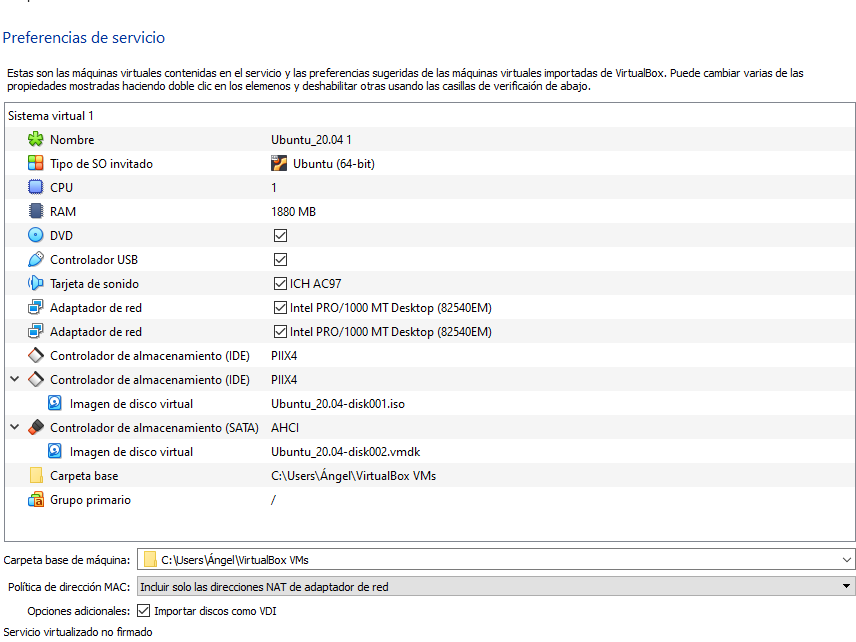 Preferencias de servicio
Estas son las máquinas virtuales contenidas en el servicio y las preferencias sugeridas de las máquinas virtuales importadas de VirtualBox. Puede cambiar varias de las
propiedades mostradas haciendo doble clic en los elemenos y deshabilitar otras usando las casillas de verificaión de abajo.
Sistema virtual 1
Nombre Ubuntu_20.04 1
Tipo de SO invitado Ubuntu (64-bit)
CPU 1
RAM 1880 MB
DVD
Controlador USB
Tarjeta de sonido ICH AC97
Adaptador de red Intel PRO/1000 MT Desktop (82540EM)
Adaptador de red Intel PRO/1000 MT Desktop (82540EM)
Controlador de almacenamiento (IDE) PIIX4
Controlador de almacenamiento (IDE) PIIX4
Imagen de disco virtual Ubuntu_20.04-disk001.iso
Controlador de almacenamiento (SATA) AHCI
Imagen de disco virtual Ubuntu_20.04-disk002.vmdk
Carpeta base C:\Users\Ángel\VirtualBox VMs
Grupo primario /
Carpeta base de máquina: C:\Users\Ángel\VirtualBox VMs
Política de dirección MAC: Incluir solo las direcciones NAT de adaptador de red
Opciones adicionales: Importar discos como VDI
Servicio virtualizado no firmado